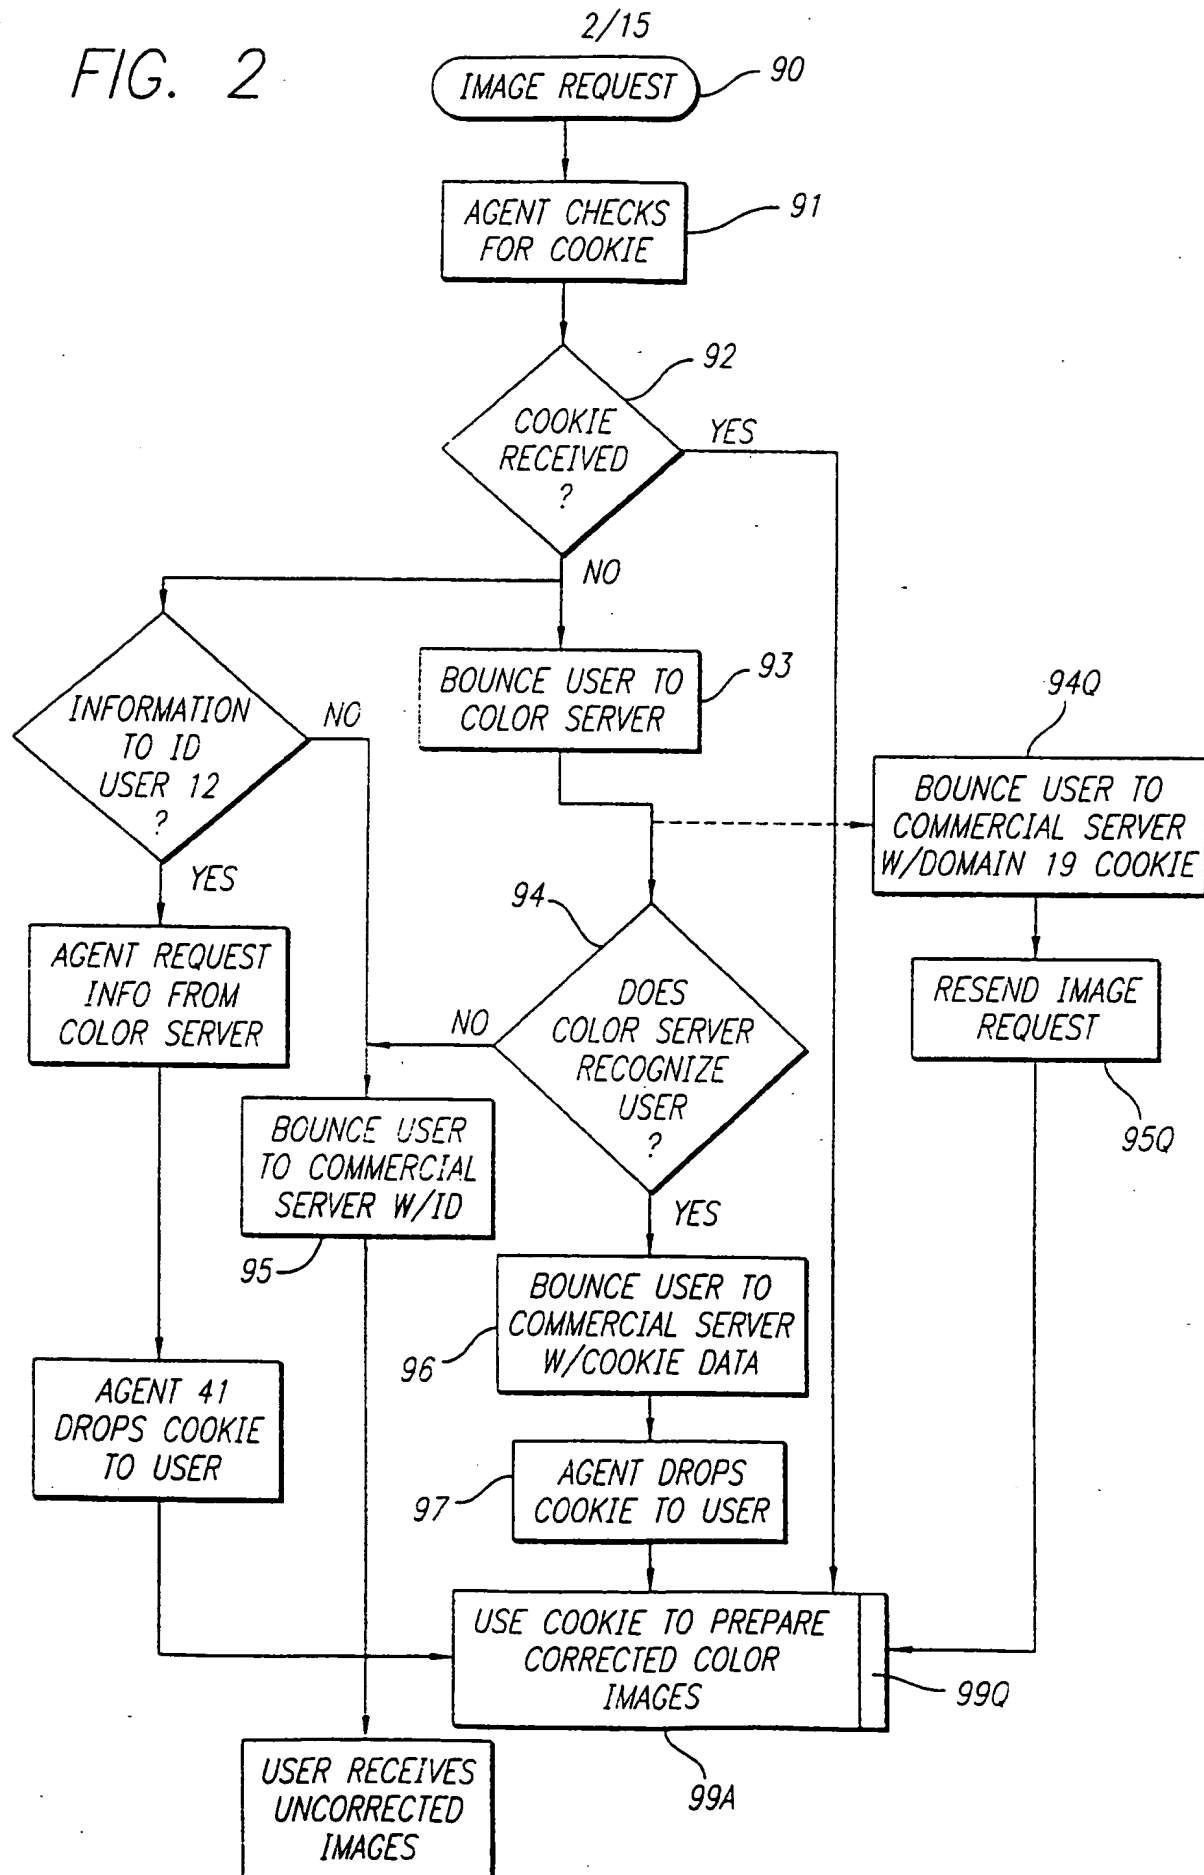 2/15
FIG. 2
IMAGE REQUEST
90
AGENT CHECKS
FOR COOKIE
91
92
COOKIE
RECEIVED
?
YES
NO
INFORMATION
TO ID
USER 12
?
NO
YES
BOUNCE USER TO
COLOR SERVER
93
94Q
BOUNCE USER TO
COMMERCIAL SERVER
W/DOMAIN 19 COOKIE
94
AGENT REQUEST
INFO FROM
COLOR SERVER
DOES
COLOR SERVER
RECOGNIZE
USER
?
NO
YES
RESEND IMAGE
REQUEST
95Q
BOUNCE USER
TO COMMERCIAL
SERVER W/ID
95
BOUNCE USER TO
COMMERCIAL SERVER
W/COOKIE DATA
96
AGENT 41
DROPS COOKIE
TO USER
AGENT DROPS
COOKIE TO USER
97
USE COOKIE TO PREPARE
CORRECTED COLOR
IMAGES
99Q
99A
USER RECEIVES
UNCORRECTED
IMAGES